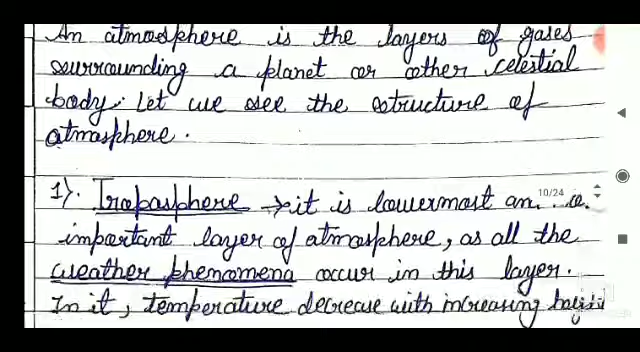 An atmosphere is the layers of gases
surrounding a planet or other celestial
body. Let we see the structure of
atmosphere.
1). Troposphere → it is lowermost
10/24
important layer of atmosphere, as all the
weather phenomena occur in this layer.
In it, temperature decrease with increasing